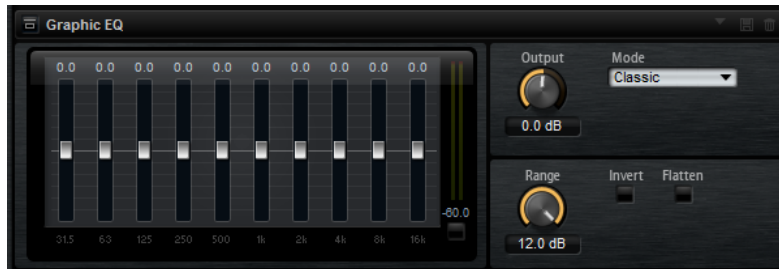 Graphic EQ
0.0 0.0 0.0 0.0 0.0 0.0 0.0 0.0 0.0 0.0
-60.0
31.5 63 125 250 500 1k 2k 4k 8k 16k
Output
0.0 dB
Mode
Classic
Range
12.0 dB
Invert
Flatten